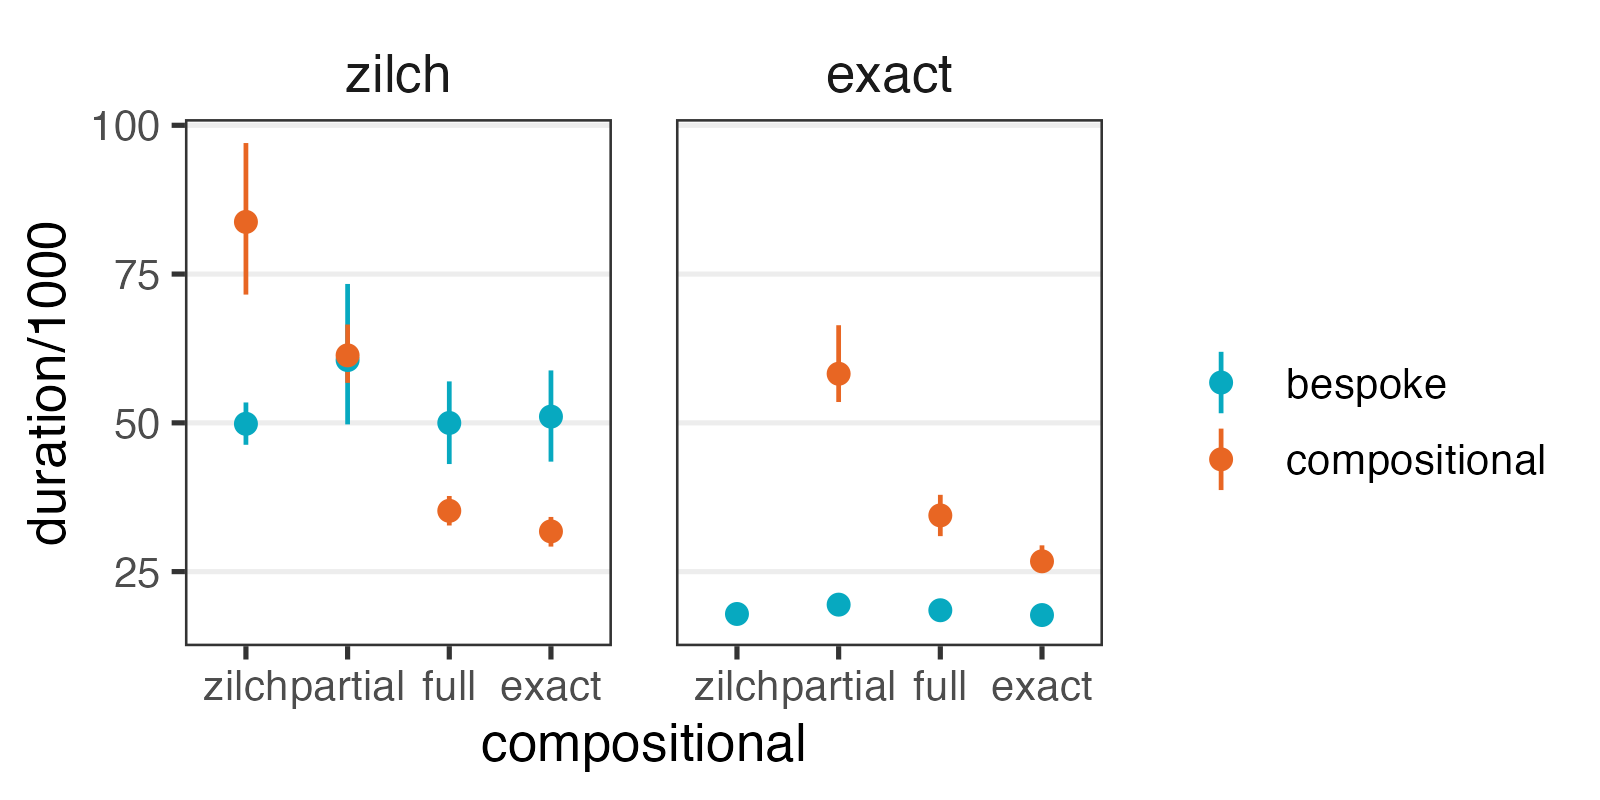 zilch exact
100
75
50
25
duration/1000
zilch partial full exact
zilch partial full exact
compositional
bespoke
compositional